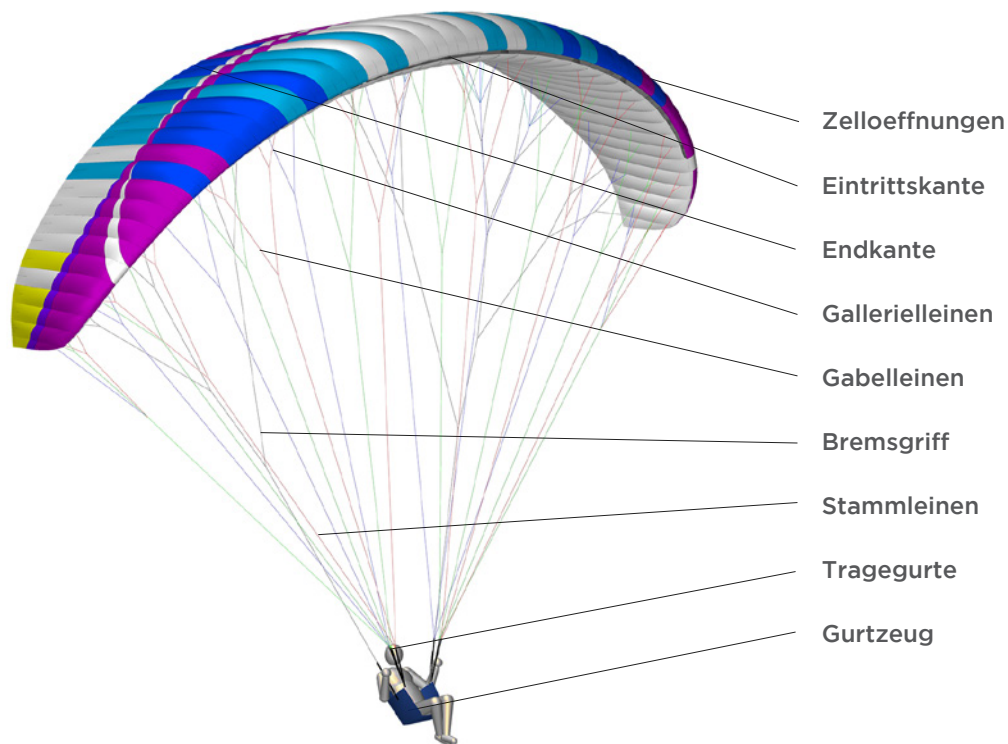 Zelloeffnungen
Eintrittskante
Endkante
Gallerielleinen
Gabelleinen
Bremsgriff
Stammleinen
Tragegurte
Gurtzeug